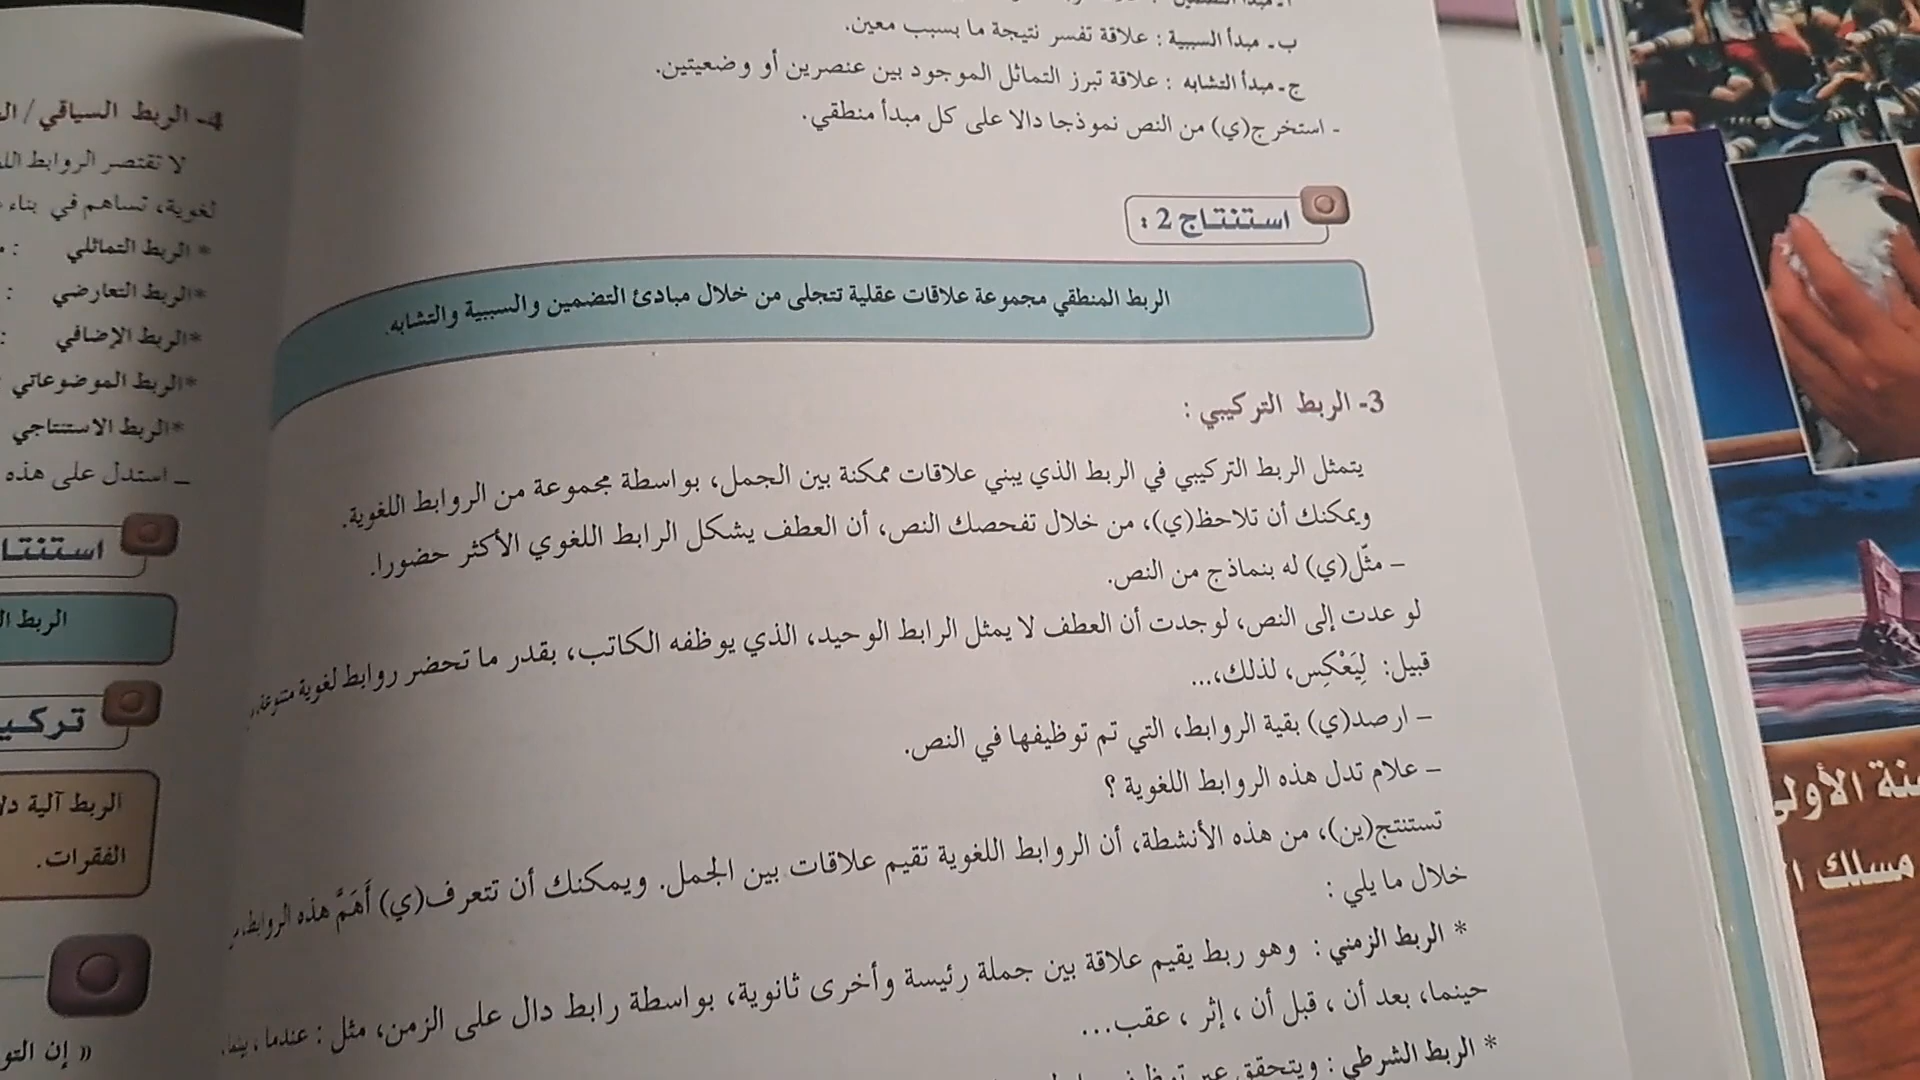 ب- مبدأ السببية : علاقة تفسر نتيجة ما بسبب معين.
ج- مبدأ التشابه : علاقة تبرز التماثل الموجود بين عنصرين أو وضعيتين.
- استخرج(ي) من النص نموذجا دالا على كل مبدأ منطقي.
استنتاج 2 :
الربط المنطقي مجموعة علاقات عقلية تتجلى من خلال مبادئ التضمين والسببية والتشابه.
3- الربط التركيبي :
يتمثل الربط التركيبي في الربط الذي يبني علاقات ممكنة بين الجمل، بواسطة مجموعة من الروابط اللغوية.
ويمكنك أن تلاحظ(ي)، من خلال تفحصك النص، أن العطف يشكل الرابط اللغوي الأكثر حضورا.
– مثّل(ي) له بنماذج من النص.
لو عدت إلى النص، لوجدت أن العطف لا يمثل الرابط الوحيد، الذي يوظفه الكاتب، بقدر ما تحضر روابط لغوية متنوعة،
قبيل: لِيَعْكِس، لذلك،...
– ارصد(ي) بقية الروابط، التي تم توظيفها في النص.
– علام تدل هذه الروابط اللغوية ؟
تستنتج(ين)، من هذه الأنشطة، أن الروابط اللغوية تقيم علاقات بين الجمل. ويمكنك أن تتعرف(ي) أَهَمَّ هذه الروابط،
خلال ما يلي :
* الربط الزمني : وهو ربط يقيم علاقة بين جملة رئيسة وأخرى ثانوية، بواسطة رابط دال على الزمن، مثل : عندما، بينما،
حينما، بعد أن ، قبل أن ، إثر ، عقب...
* الربط الشرطي : ويتحقق عبر
4- الربط السياقي /
لا تقتصر الروابط
لغوية، تساهم في بناء
* الربط التماثلي :
*الربط التعارضي :
*الربط الإضافي :
*الربط الموضوعاتي
*الربط الاستنتاجي
_ استدل على هذه
الربط
الربط آلية
الفقرات.
« إن
الأولى
مسلك